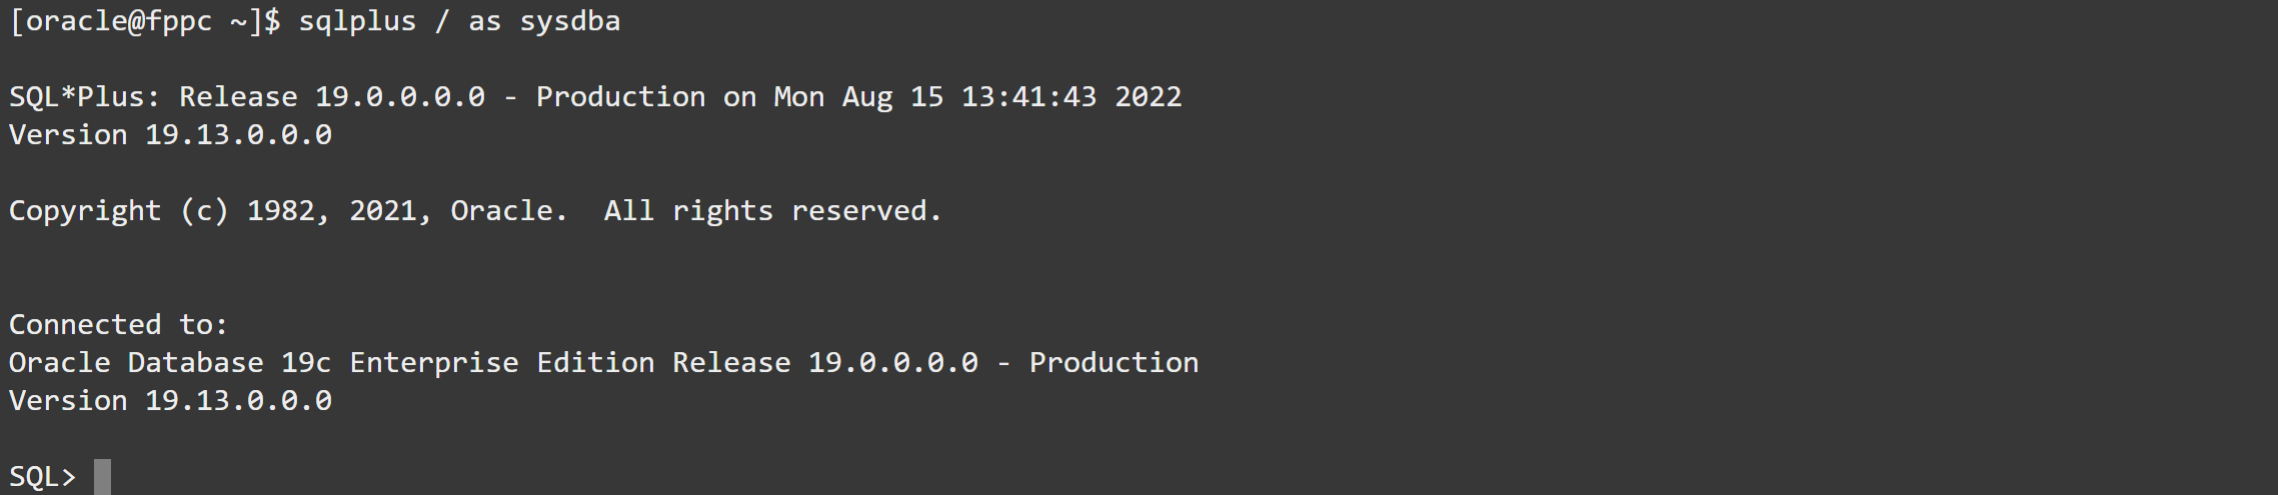 [oracle@fppc ~]$ sqlplus / as sysdba
SQL*Plus: Release 19.0.0.0.0 - Production on Mon Aug 15 13:41:43 2022
Version 19.13.0.0.0
Copyright (c) 1982, 2021, Oracle.  All rights reserved.
Connected to:
Oracle Database 19c Enterprise Edition Release 19.0.0.0.0 - Production
Version 19.13.0.0.0
SQL>